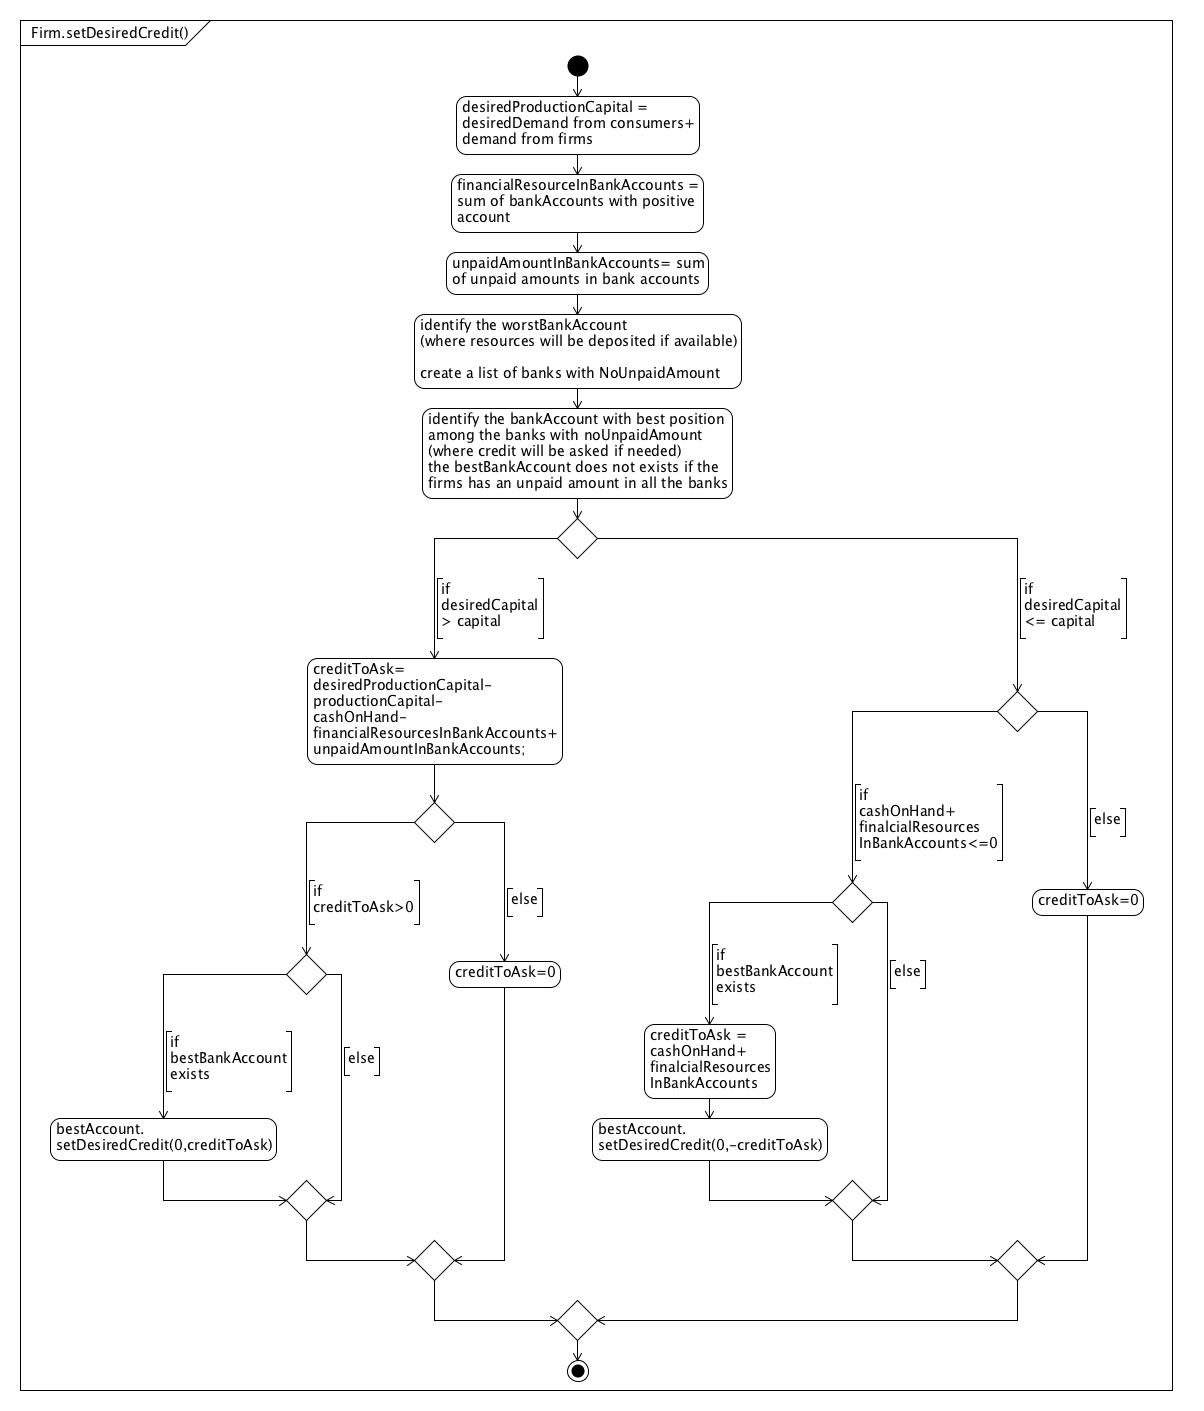 Firm.setDesiredCredit()
desiredProductionCapital =
desiredDemand from consumers+
demand from firms
financialResourceInBankAccounts =
sum of bankAccounts with positive
account
unpaidAmountInBankAccounts= sum
of unpaid amounts in bank accounts
identify the worstBankAccount
(where resources will be deposited if available)
create a list of banks with NoUnpaidAmount
identify the bankAccount with best position
among the banks with noUnpaidAmount
(where credit will be asked if needed)
the bestBankAccount does not exists if the
firms has an unpaid amount in all the banks
if
desiredCapital
> capital
if
desiredCapital
<= capital
creditToAsk=
desiredProductionCapital-
productionCapital-
cashOnHand-
financialResourcesInBankAccounts+
unpaidAmountInBankAccounts;
if
cashOnHand+
finalcialResources
InBankAccounts<=0
else
if
creditToAsk>0
else
creditToAsk=0
creditToAsk=0
if
bestBankAccount
exists
else
if
bestBankAccount
exists
else
creditToAsk =
cashOnHand+
finalcialResources
InBankAccounts
bestAccount.
setDesiredCredit(0,creditToAsk)
bestAccount.
setDesiredCredit(0,-creditToAsk)